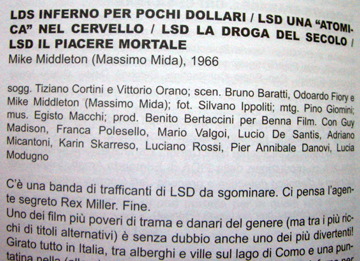 LDS INFERNO PER POCHI DOLLARI / LSD UNA "ATOMI-
CA" NEL CERVELLO / LSD LA DROGA DEL SECOLO /
LSD IL PIACERE MORTALE
Mike Middleton (Massimo Mida), 1966
sogg. Tiziano Cortini e Vittorio Orano; scen. Bruno Baratti, Odoardo Fiory e
Mike Middleton (Massimo Mida); fot. Silvano Ippoliti; mtg. Pino Giomini;
mus. Egisto Macchi; prod. Benito Bertaccini per Benna Film. Con Guy
Madison, Franca Polesello, Mario Valgoi, Lucio De Santis, Adriano
Micantoni, Karin Skarreso, Luciano Rossi, Pier Annibale Danovi, Lucia
Modugno
C'è una banda di trafficanti di LSD da sgominare. Ci pensa l'agen-
te segreto Rex Miller. Fine.
Uno dei film più poveri di trama e danari del genere (ma tra i più ric-
chi di titoli alternativi) è senza dubbio anche uno dei più divertenti!
Girato tutto in Italia, tra alberghi e ville sul lago di Como e una pun-
tatina